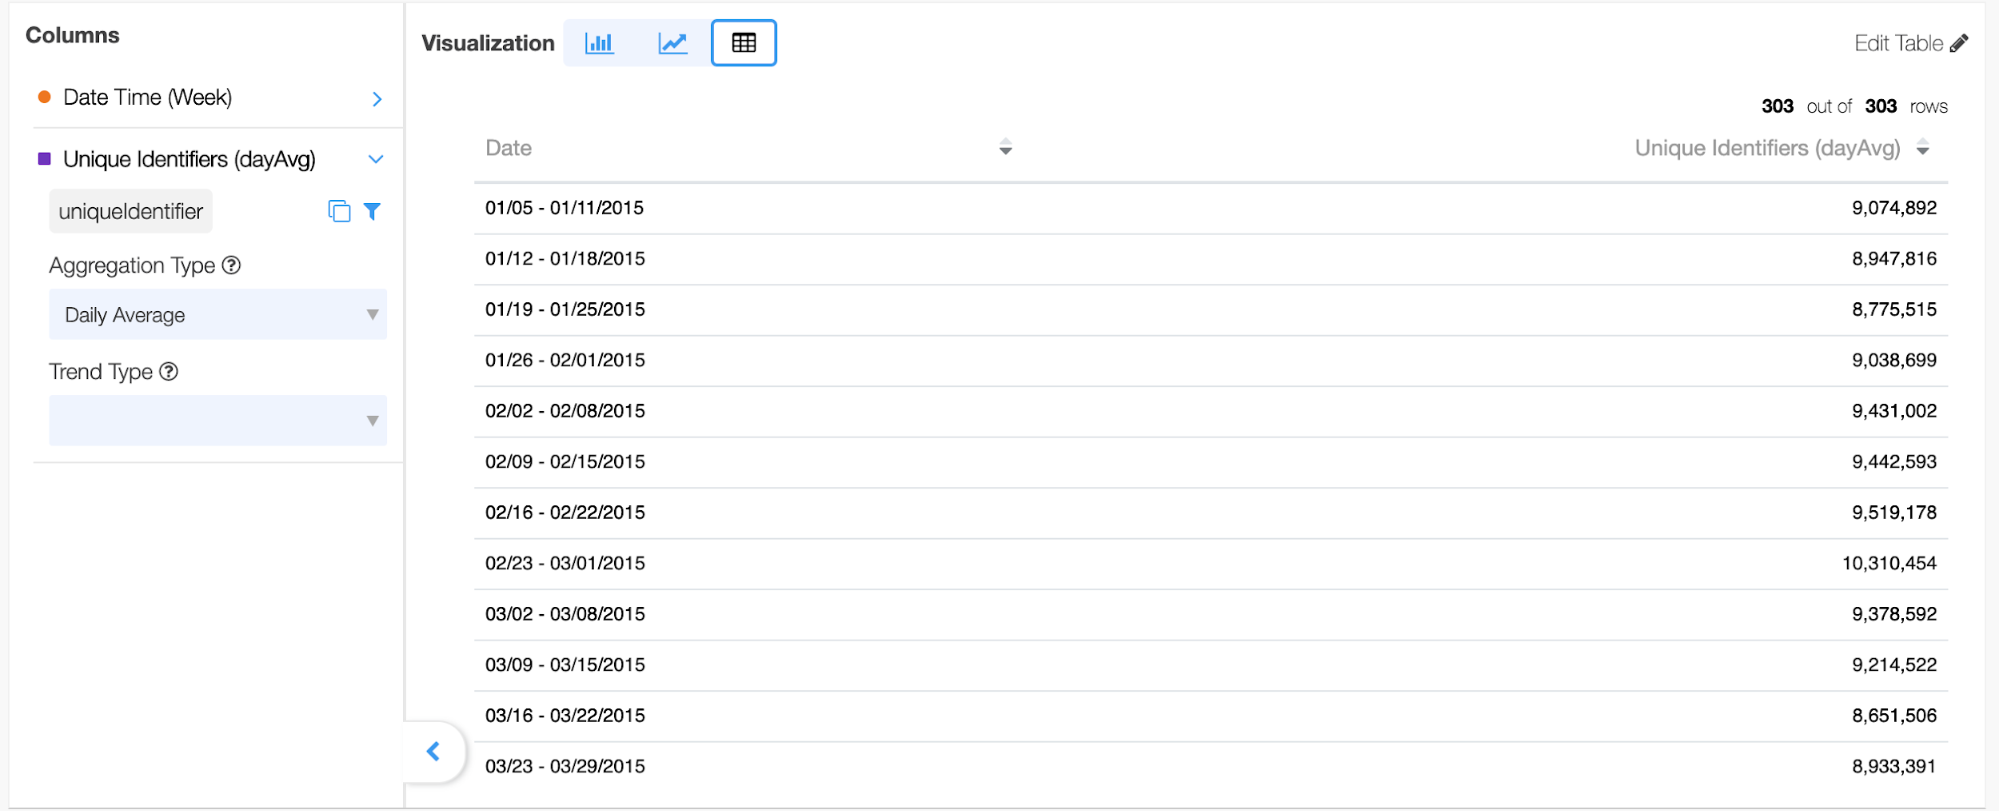 Columns
Date Time (Week)
Unique Identifiers (dayAvg)
uniqueIdentifier
Aggregation Type ?
Daily Average
Trend Type ?
Visualization
Edit Table
303 out of 303 rows
Date Unique Identifiers (dayAvg)
01/05 - 01/11/2015 9,074,892
01/12 - 01/18/2015 8,947,816
01/19 - 01/25/2015 8,775,515
01/26 - 02/01/2015 9,038,699
02/02 - 02/08/2015 9,431,002
02/09 - 02/15/2015 9,442,593
02/16 - 02/22/2015 9,519,178
02/23 - 03/01/2015 10,310,454
03/02 - 03/08/2015 9,378,592
03/09 - 03/15/2015 9,214,522
03/16 - 03/22/2015 8,651,506
03/23 - 03/29/2015 8,933,391